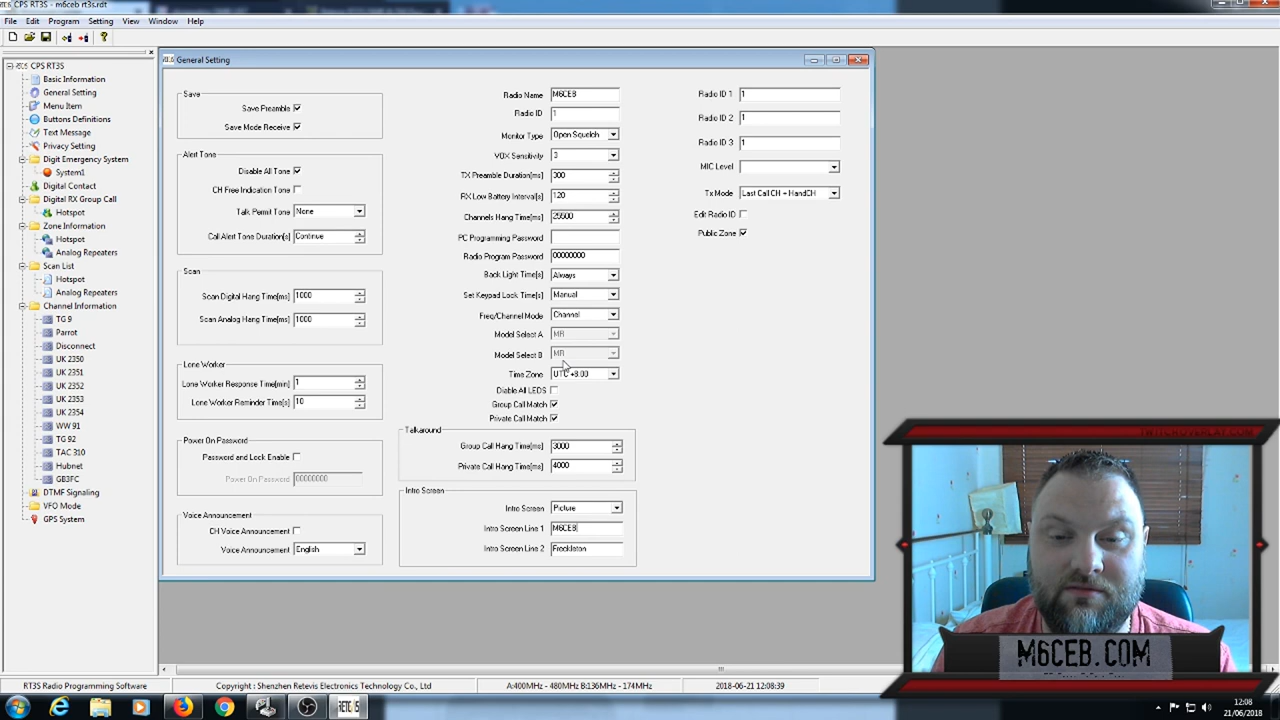 CPS RT3S - m6ceb rt3s.rdt
File Edit Program Setting View Window Help
CPS RT3S
Basic Information
General Setting
Menu Item
Buttons Definitions
Text Message
Privacy Setting
Digit Emergency System
System1
Digital Contact
Digital RX Group Call
Hotspot
Zone Information
Hotspot
Analog Repeaters
Scan List
Hotspot
Analog Repeaters
Channel Information
TG 9
Parrot
Disconnect
UK 2350
UK 2351
UK 2352
UK 2353
UK 2354
WW 91
TG 92
TAC 310
Hubnet
GB3FC
DTMF Signaling
VFO Mode
GPS System
General Setting
Save
Save Preamble
Save Mode Receive
Alert Tone
Disable All Tone
CH Free Indication Tone
Talk Permit Tone None
Call Alert Tone Duration[s] Continue
Scan
Scan Digital Hang Time[ms] 1000
Scan Analog Hang Time[ms] 1000
Lone Worker
Lone Worker Response Time[min] 1
Lone Worker Reminder Time[s] 10
Power On Password
Password and Lock Enable
Power On Password 00000000
Voice Announcement
CH Voice Announcement
Voice Announcement English
Radio Name M6CEB
Radio ID 1
Monitor Type Open Squelch
VOX Sensitivity 3
TX Preamble Duration[ms] 300
RX Low Battery Interval[s] 120
Channels Hang Time[ms] 25500
PC Programming Password
Radio Program Password 00000000
Back Light Time[s] Always
Set Keypad Lock Time[s] Manual
Freq/Channel Mode Channel
Model Select A MR
Model Select B MR
Time Zone UTC +8:00
Diable All LEDS
Group Call Match
Private Call Match
Talkaround
Group Call Hang Time[ms] 3000
Private Call Hang Time[ms] 4000
Intro Screen
Intro Screen Picture
Intro Screen Line 1 M6CEB
Intro Screen Line 2 Freckleton
Radio ID 1 1
Radio ID 2 1
Radio ID 3 1
MIC Level
Tx Mode Last Call CH + HandCH
Edit Radio ID
Public Zone
TWITCHOVERLAY.COM
M6CEB.COM
RT3S Radio Programming Software
Copyright : Shenzhen Retevis Electronics Technology Co., Ltd
A:400MHz - 480MHz B:136MHz - 174MHz
2018-06-21 12:08:39
RETEVIS
12:08
21/06/2018